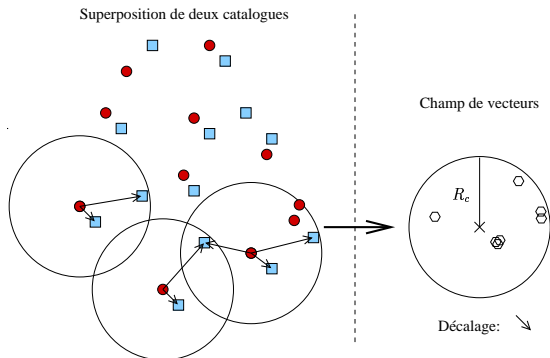 Superposition de deux catalogues
Champ de vecteurs
R_c
Décalage: